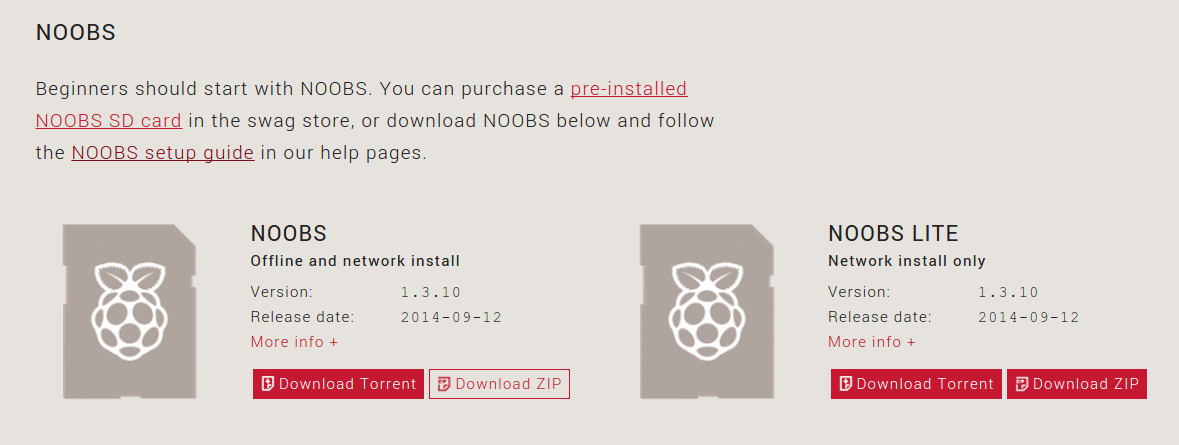 NOOBS
Beginners should start with NOOBS. You can purchase a pre-installed
NOOBS SD card in the swag store, or download NOOBS below and follow
the NOOBS setup guide in our help pages.
NOOBS
Offline and network install
Version: 1.3.10
Release date: 2014-09-12
More info +
Download Torrent
Download ZIP
NOOBS LITE
Network install only
Version: 1.3.10
Release date: 2014-09-12
More info +
Download Torrent
Download ZIP